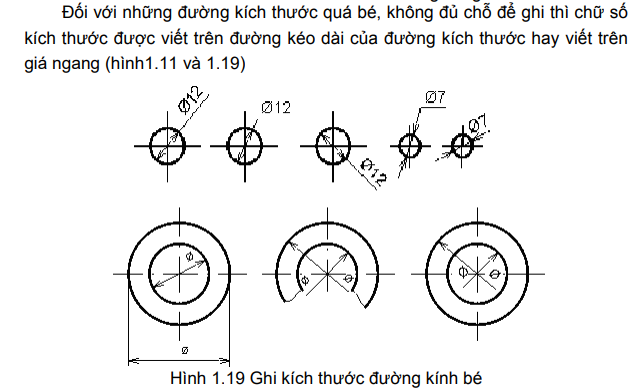 Đối với những đường kích thước quá bé, không đủ chỗ để ghi thì chữ số
kích thước được viết trên đường kéo dài của đường kích thước hay viết trên
giá ngang (hình1.11 và 1.19)
Ø12
Ø12
Ø12
Ø7
Ø7
Ø
Ø
Ø
Ø
Ø
Ø
Ø
Hình 1.19 Ghi kích thước đường kính bé